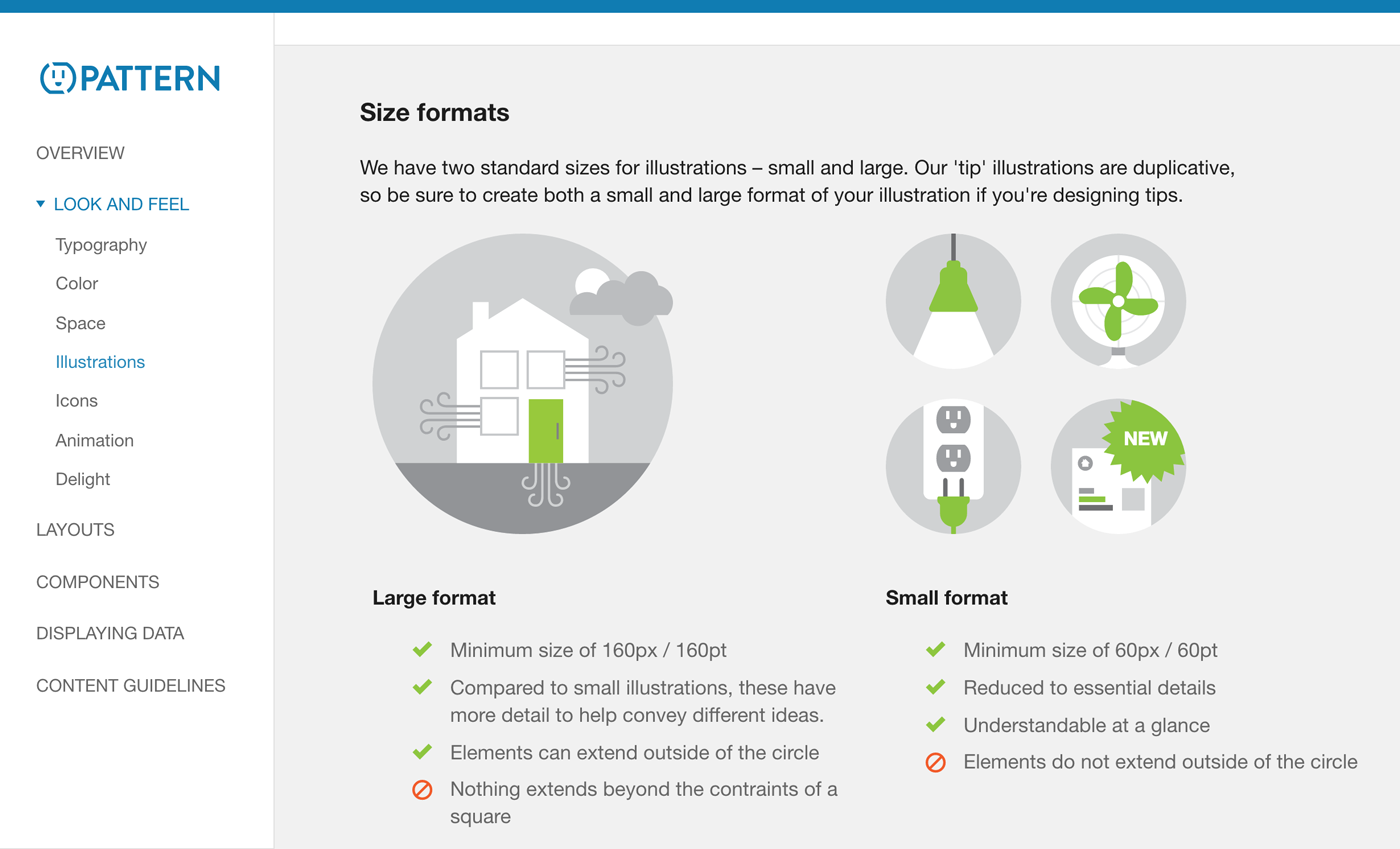 PATTERN
OVERVIEW
LOOK AND FEEL
Typography
Color
Space
Illustrations
Icons
Animation
Delight
LAYOUTS
COMPONENTS
DISPLAYING DATA
CONTENT GUIDELINES
Size formats
We have two standard sizes for illustrations – small and large. Our 'tip' illustrations are duplicative,
so be sure to create both a small and large format of your illustration if you're designing tips.
NEW
Large format
Minimum size of 160px / 160pt
Compared to small illustrations, these have
more detail to help convey different ideas.
Elements can extend outside of the circle
Nothing extends beyond the contraints of a
square
Small format
Minimum size of 60px / 60pt
Reduced to essential details
Understandable at a glance
Elements do not extend outside of the circle